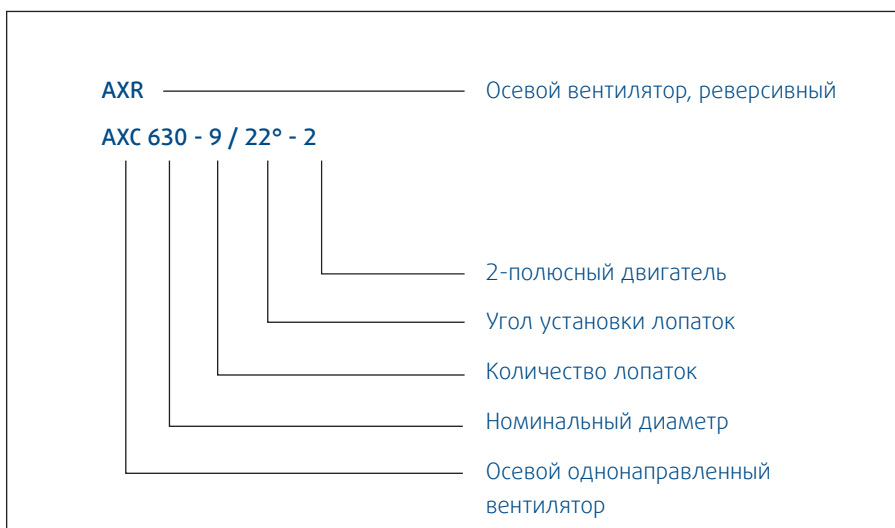 AXR Осевой вентилятор, реверсивный
AXC 630 - 9 / 22° - 2
2-полюсный двигатель
Угол установки лопаток
Количество лопаток
Номинальный диаметр
Осевой однонаправленный
вентилятор